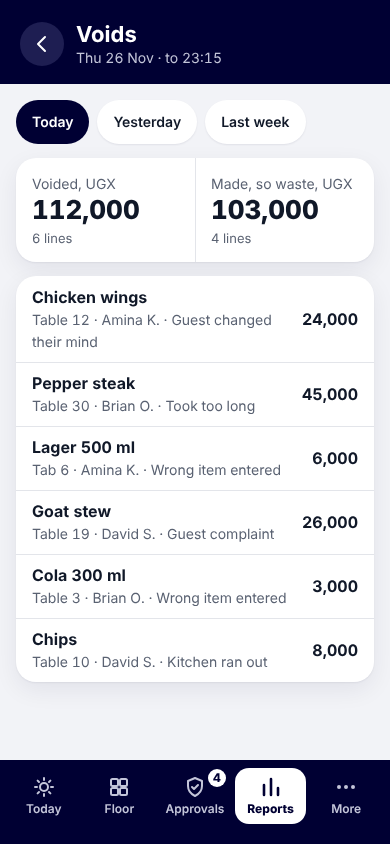 Voids
Thu 26 Nov · to 23:15
Today
Yesterday
Last week
Voided, UGX
112,000
6 lines
Made, so waste, UGX
103,000
4 lines
Chicken wings
Table 12 · Amina K. · Guest changed
their mind
24,000
Pepper steak
Table 30 · Brian O. · Took too long
45,000
Lager 500 ml
Tab 6 · Amina K. · Wrong item entered
6,000
Goat stew
Table 19 · David S. · Guest complaint
26,000
Cola 300 ml
Table 3 · Brian O. · Wrong item entered
3,000
Chips
Table 10 · David S. · Kitchen ran out
8,000
Today
Floor
4
Approvals
Reports
More